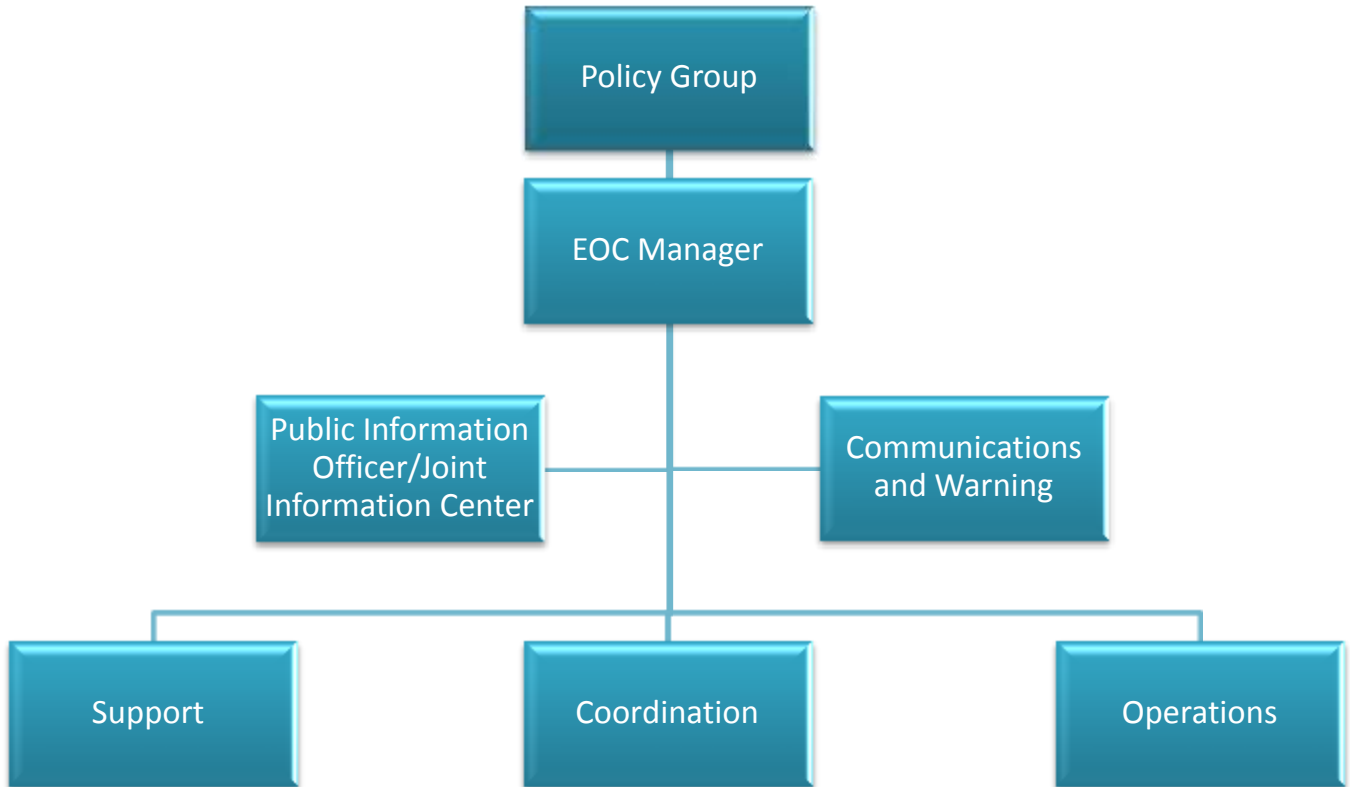 Policy Group
EOC Manager
Public Information
Officer/Joint
Information Center
Communications
and Warning
Support
Coordination
Operations